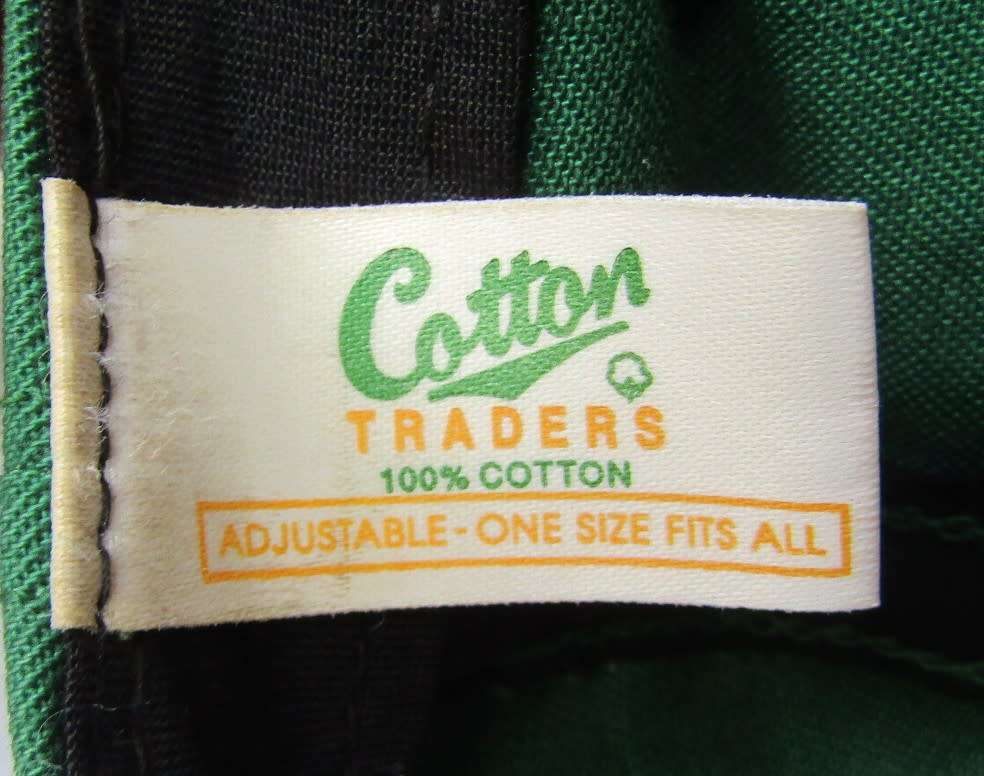 Cotton
TRADERS
100% COTTON
ADJUSTABLE - ONE SIZE FITS ALL